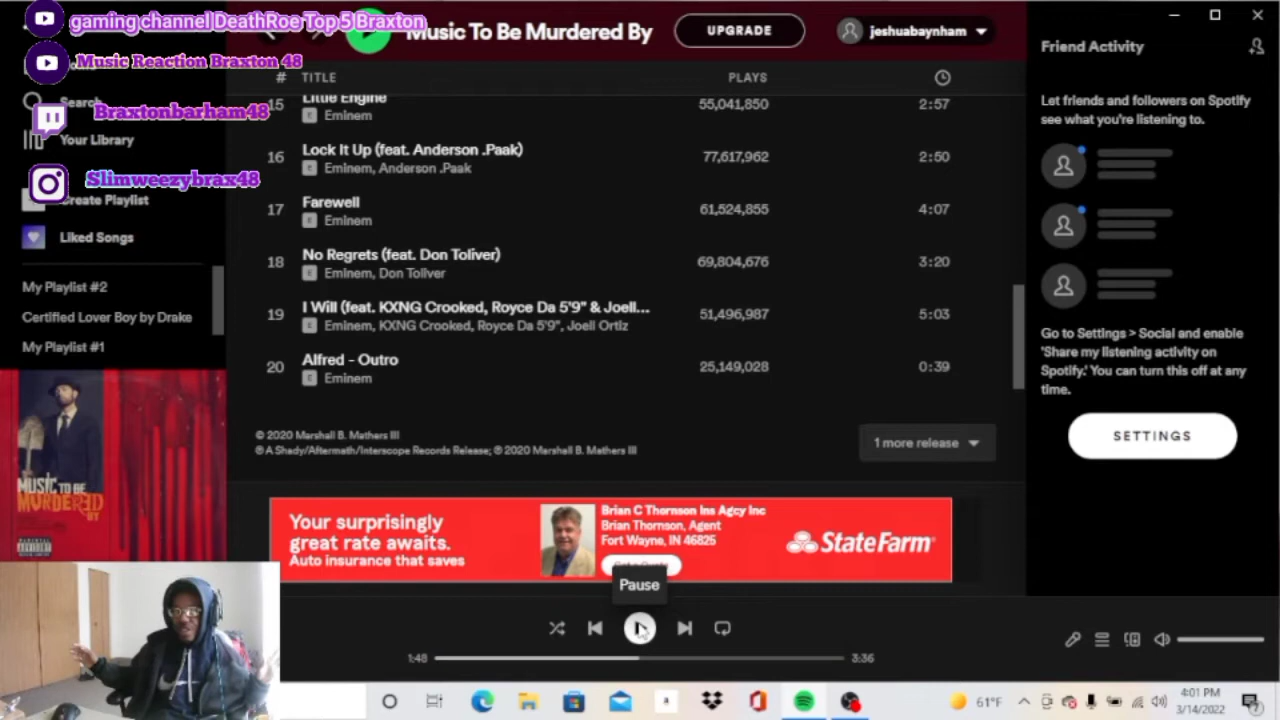 gaming channel DeathRoe Top 5 Braxton
Music Reaction Braxton 48
Search
Braxtonbarham48
Your Library
Slimweezybrax48
Create Playlist
Liked Songs
My Playlist #2
Certified Lover Boy by Drake
My Playlist #1
MUSIC TO BE
MURDERED
BY
Music To Be Murdered By
UPGRADE
jeshuabaynham
# TITLE PLAYS
15 Little Engine 55,041,850 2:57
E Eminem
16 Lock It Up (feat. Anderson .Paak) 77,617,962 2:50
E Eminem, Anderson .Paak
17 Farewell 61,524,855 4:07
E Eminem
18 No Regrets (feat. Don Toliver) 69,804,676 3:20
E Eminem, Don Toliver
19 I Will (feat. KXNG Crooked, Royce Da 5'9" & Joell... 51,496,987 5:03
E Eminem, KXNG Crooked, Royce Da 5'9", Joell Ortiz
20 Alfred - Outro 25,149,028 0:39
E Eminem
© 2020 Marshall B. Mathers III
℗ A Shady/Aftermath/Interscope Records Release; ℗ 2020 Marshall B. Mathers III
1 more release
Your surprisingly
great rate awaits.
Auto insurance that saves
Brian C Thornson Ins Agcy Inc
Brian Thornson, Agent
Fort Wayne, IN 46825
StateFarm
Pause
1:48 3:36
Friend Activity
Let friends and followers on Spotify
see what you're listening to.
Go to Settings > Social and enable
'Share my listening activity on
Spotify.' You can turn this off at any
time.
SETTINGS
61°F
4:01 PM
3/14/2022